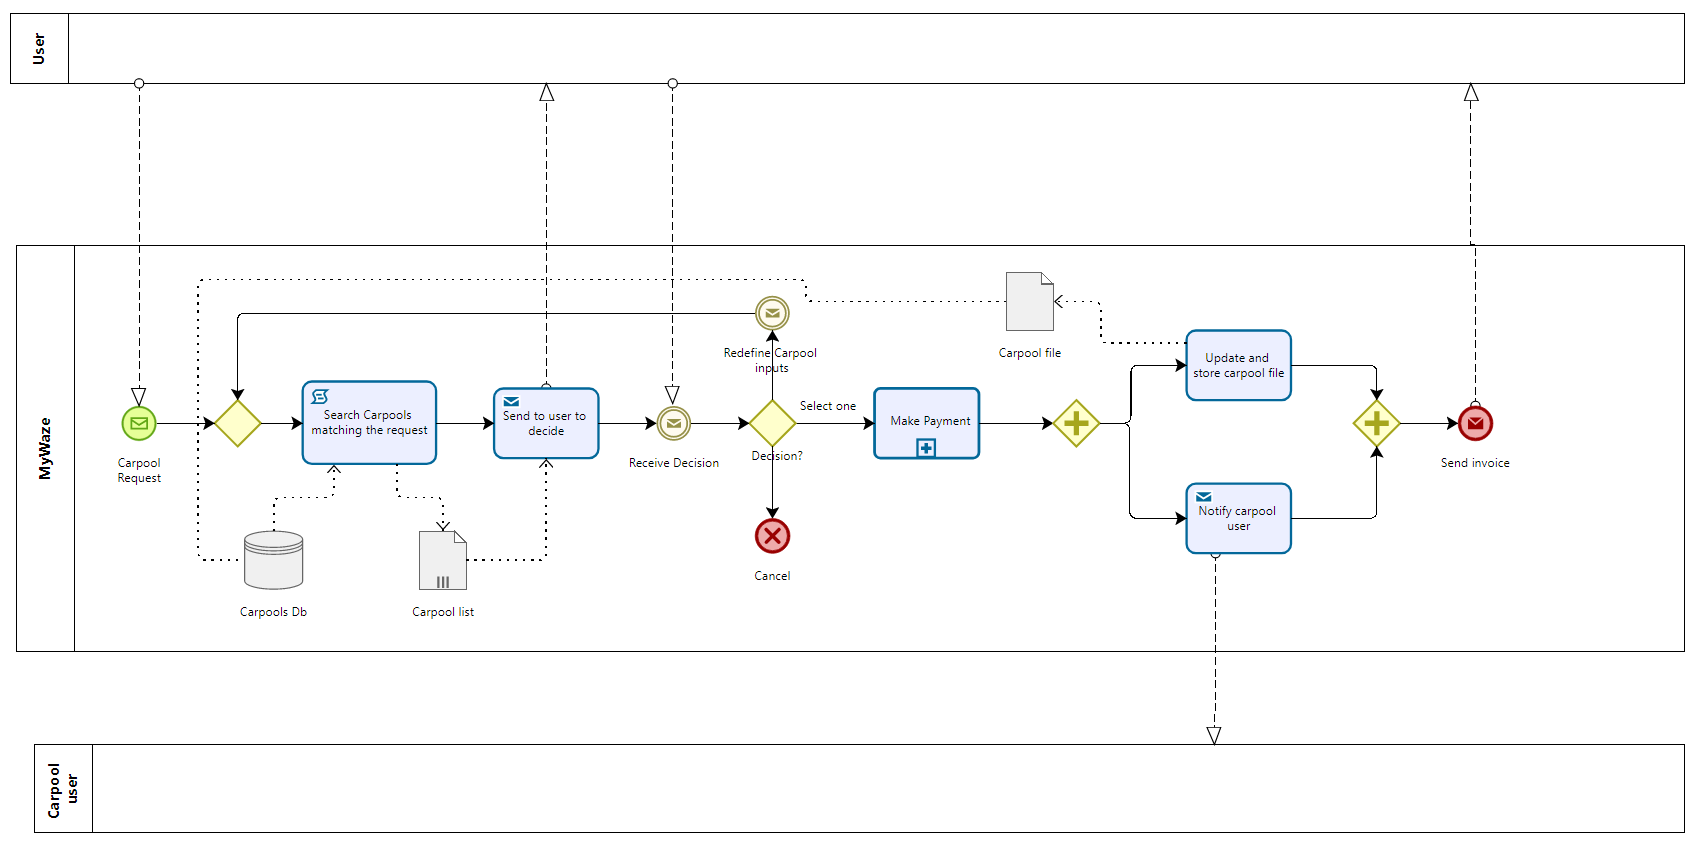 User
MyWaze
Carpool
Request
Search Carpools
matching the request
Send to user to
decide
Receive Decision
Redefine Carpool
inputs
Decision?
Select one
Cancel
Make Payment
Carpool file
Update and
store carpool file
Notify carpool
user
Send invoice
Carpools Db
Carpool list
Carpool
user